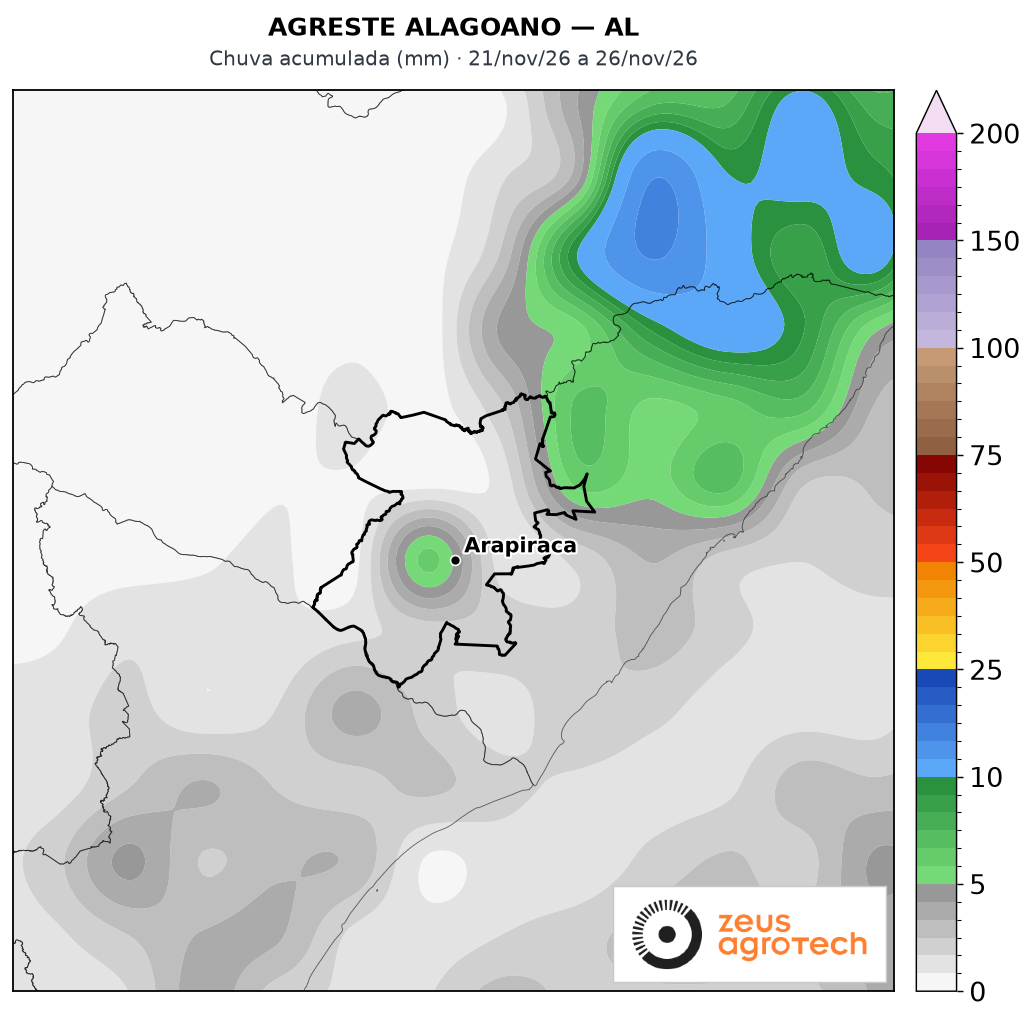 AGRESTE ALAGOANO — AL
Chuva acumulada (mm) · 21/nov/26 a 26/nov/26
200
150
100
75
50
25
10
5
0
Arapiraca
zeus
agrotech